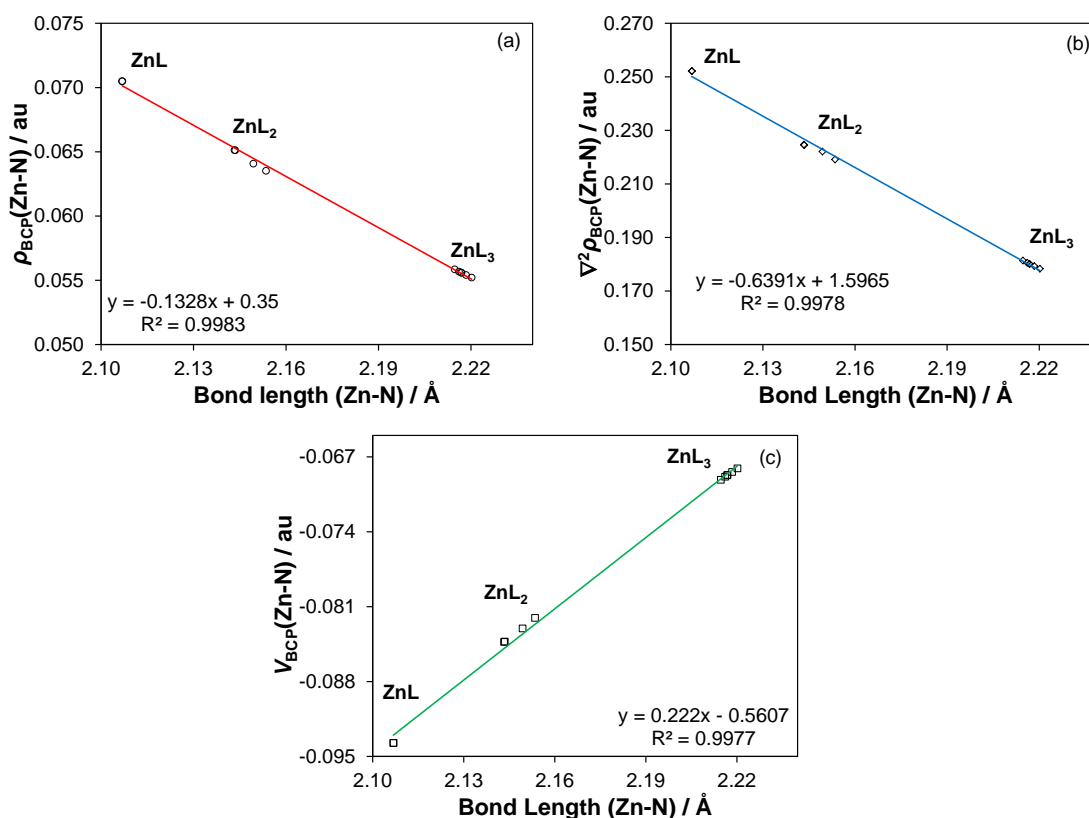 (a)
ρBCP(Zn-N) / au
0.075
0.070
0.065
0.060
0.055
0.050
ZnL
ZnL₂
ZnL₃
y = -0.1328x + 0.35
R² = 0.9983
2.10 2.13 2.16 2.19 2.22
Bond length (Zn-N) / Å
(b)
∇²ρBCP(Zn-N) / au
0.270
0.250
0.230
0.210
0.190
0.170
0.150
ZnL
ZnL₂
ZnL₃
y = -0.6391x + 1.5965
R² = 0.9978
2.10 2.13 2.16 2.19 2.22
Bond Length (Zn-N) / Å
(c)
VBCP(Zn-N) / au
-0.067
-0.074
-0.081
-0.088
-0.095
ZnL₃
ZnL₂
ZnL
y = 0.222x - 0.5607
R² = 0.9977
2.10 2.13 2.16 2.19 2.22
Bond Length (Zn-N) / Å